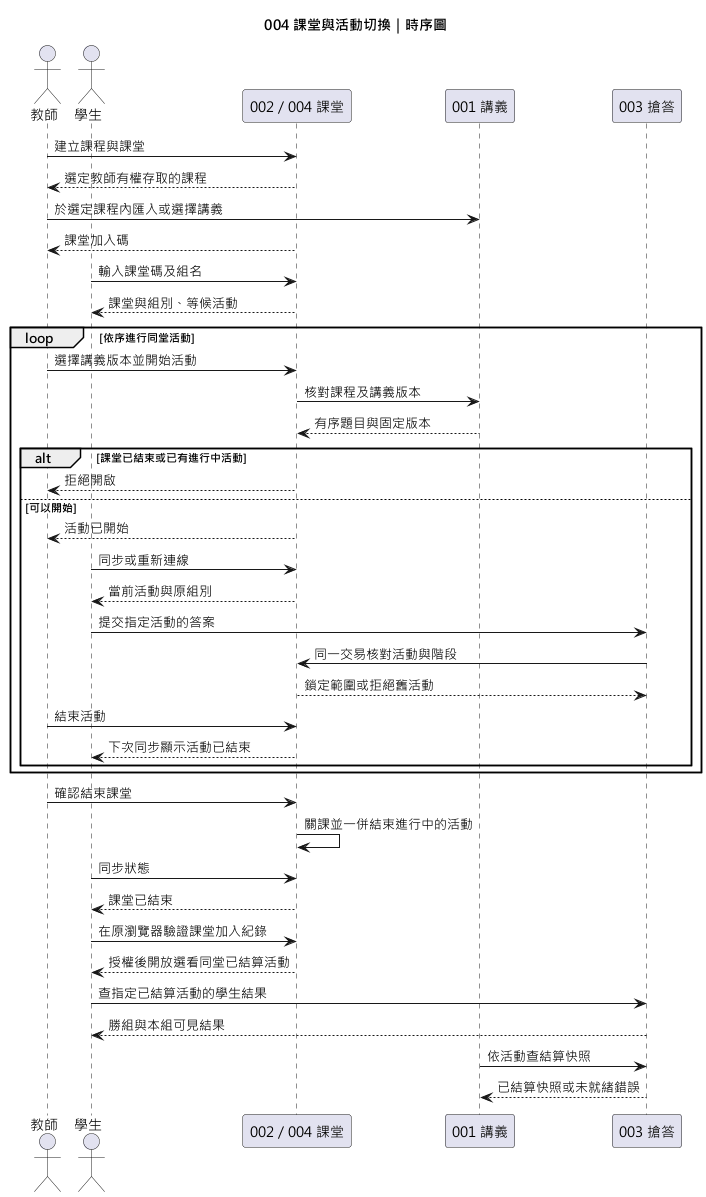 004 課堂與活動切換｜時序圖
教師
學生
002 / 004 課堂
001 講義
003 搶答
建立課程與課堂
選定教師有權存取的課程
於選定課程內匯入或選擇講義
課堂加入碼
輸入課堂碼及組名
課堂與組別、等候活動
loop [依序進行同堂活動]
選擇講義版本並開始活動
核對課程及講義版本
有序題目與固定版本
alt [課堂已結束或已有進行中活動]
拒絕開啟
[可以開始]
活動已開始
同步或重新連線
當前活動與原組別
提交指定活動的答案
同一交易核對活動與階段
鎖定範圍或拒絕舊活動
結束活動
下次同步顯示活動已結束
確認結束課堂
關課並一併結束進行中的活動
同步狀態
課堂已結束
在原瀏覽器驗證課堂加入紀錄
授權後開放選看同堂已結算活動
查指定已結算活動的學生結果
勝組與本組可見結果
依活動查結算快照
已結算快照或未就緒錯誤
教師
學生
002 / 004 課堂
001 講義
003 搶答